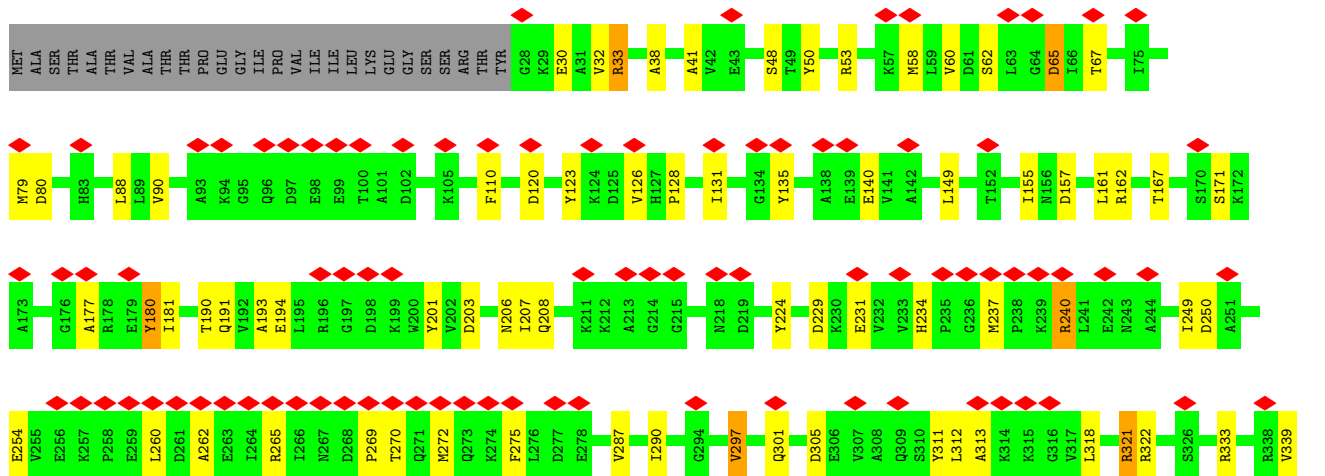 MET ALA SER THR ALA THR VAL ALA THR THR PRO GLU GLY ILE PRO VAL ILE ILE LEU LYS GLU GLY SER SER ARG THR TYR G28 K29 E30 A31 V32 R33 A38 A41 V42 E43 S48 T49 Y50 R53 K57 M58 L59 V60 D61 S62 L63 G64 D65 I66 T67 I75
M79 D80 H83 L88 L89 V90 A93 K94 G95 Q96 D97 E98 E99 T100 A101 D102 K105 F110 D120 Y123 K124 D125 V126 H127 P128 I131 G134 Y135 A138 E139 E140 V141 A142 L149 T152 I155 N156 D157 L161 R162 T167 S170 S171 K172
A173 G176 A177 R178 E179 Y180 I181 T190 Q191 V192 A193 E194 L195 R196 G197 D198 K199 W200 Y201 V202 D203 N206 I207 Q208 K211 K212 A213 G214 G215 N218 D219 Y224 D229 K230 E231 V232 V233 H234 P235 G236 M237 P238 K239 R240 L241 E242 N243 A244 I249 D250 A251
E254 V255 E256 K257 P258 E259 L260 D261 A262 E263 I264 R265 I266 N267 D268 P269 T270 Q271 M272 Q273 K274 F275 L276 D277 E278 V287 I290 G294 V297 Q301 D305 E306 V307 A308 Q309 S310 Y311 L312 A313 K314 K315 G316 V317 L318 R321 R322 S326 R333 R338 V339